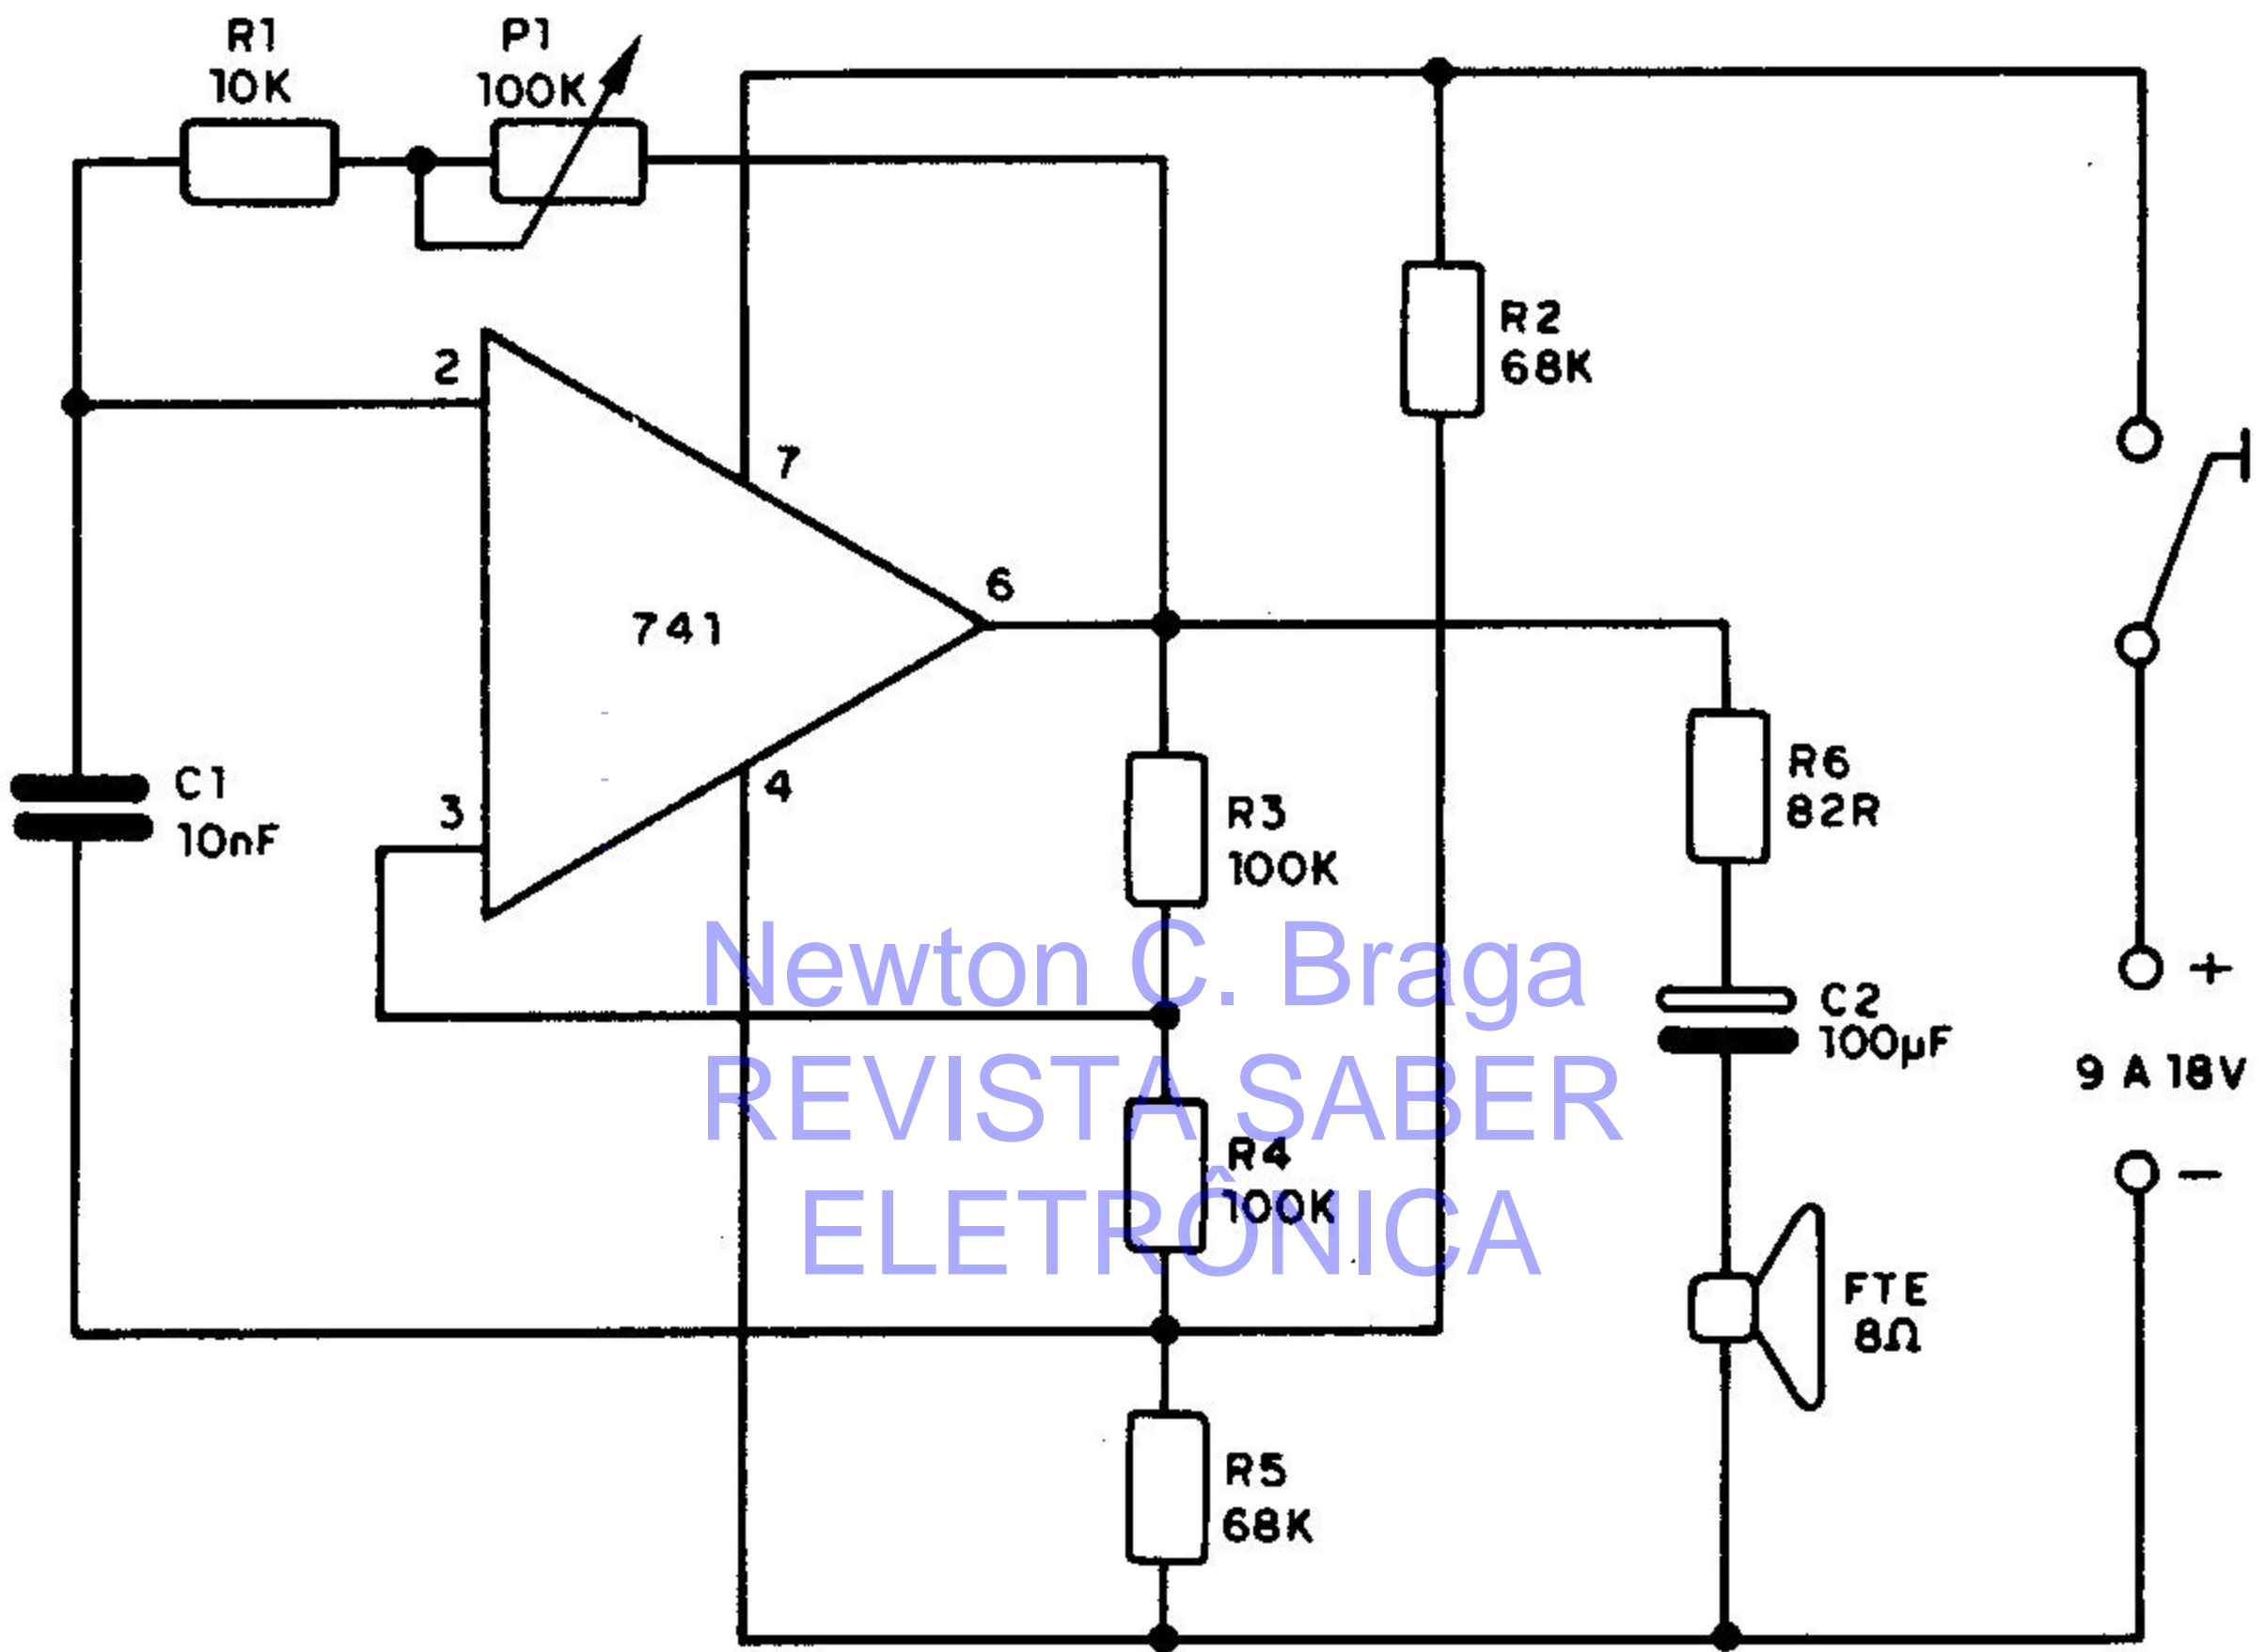 R1
10K
P1
100K
R2
68K
2
7
741
6
3
4
C1
10nF
R3
100K
R6
82R
C2
100µF
+
9 A 18V
-
Newton C. Braga
REVISTA SABER
ELETRÔNICA
R4
100K
FTE
8Ω
R5
68K